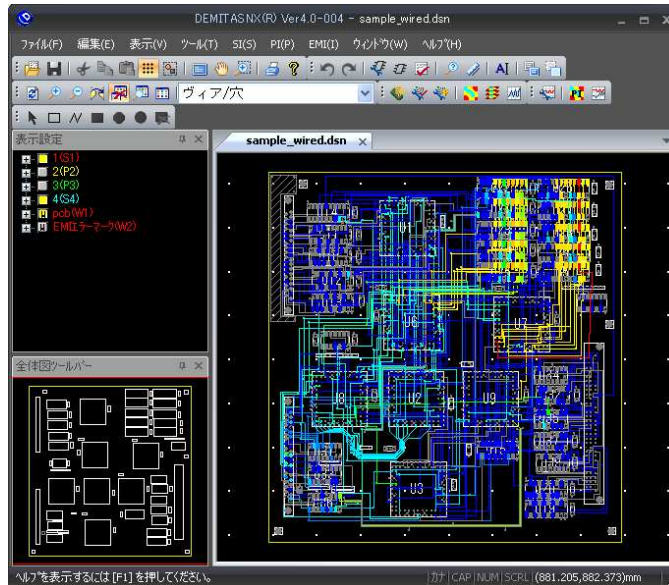 DEMITASNX(R) Ver4.0-004 - sample_wired.dsn
ファイル(F) 編集(E) 表示(V) ツール(T) SI(S) PI(P) EMI(I) ウィンドウ(W) ヘルプ(H)
AI
ヴィア/穴
PI
表示設定
sample_wired.dsn
1(S1)
2(P2)
3(P3)
4(S4)
pcb(W1)
EMIエラーマーク(W2)
U1
U6
U7
全体図ツールバー
U8
U2
U9
U3
ヘルプを表示するには [F1] を押してください。
カナ CAP NUM SCRL (881.205,882.373)mm